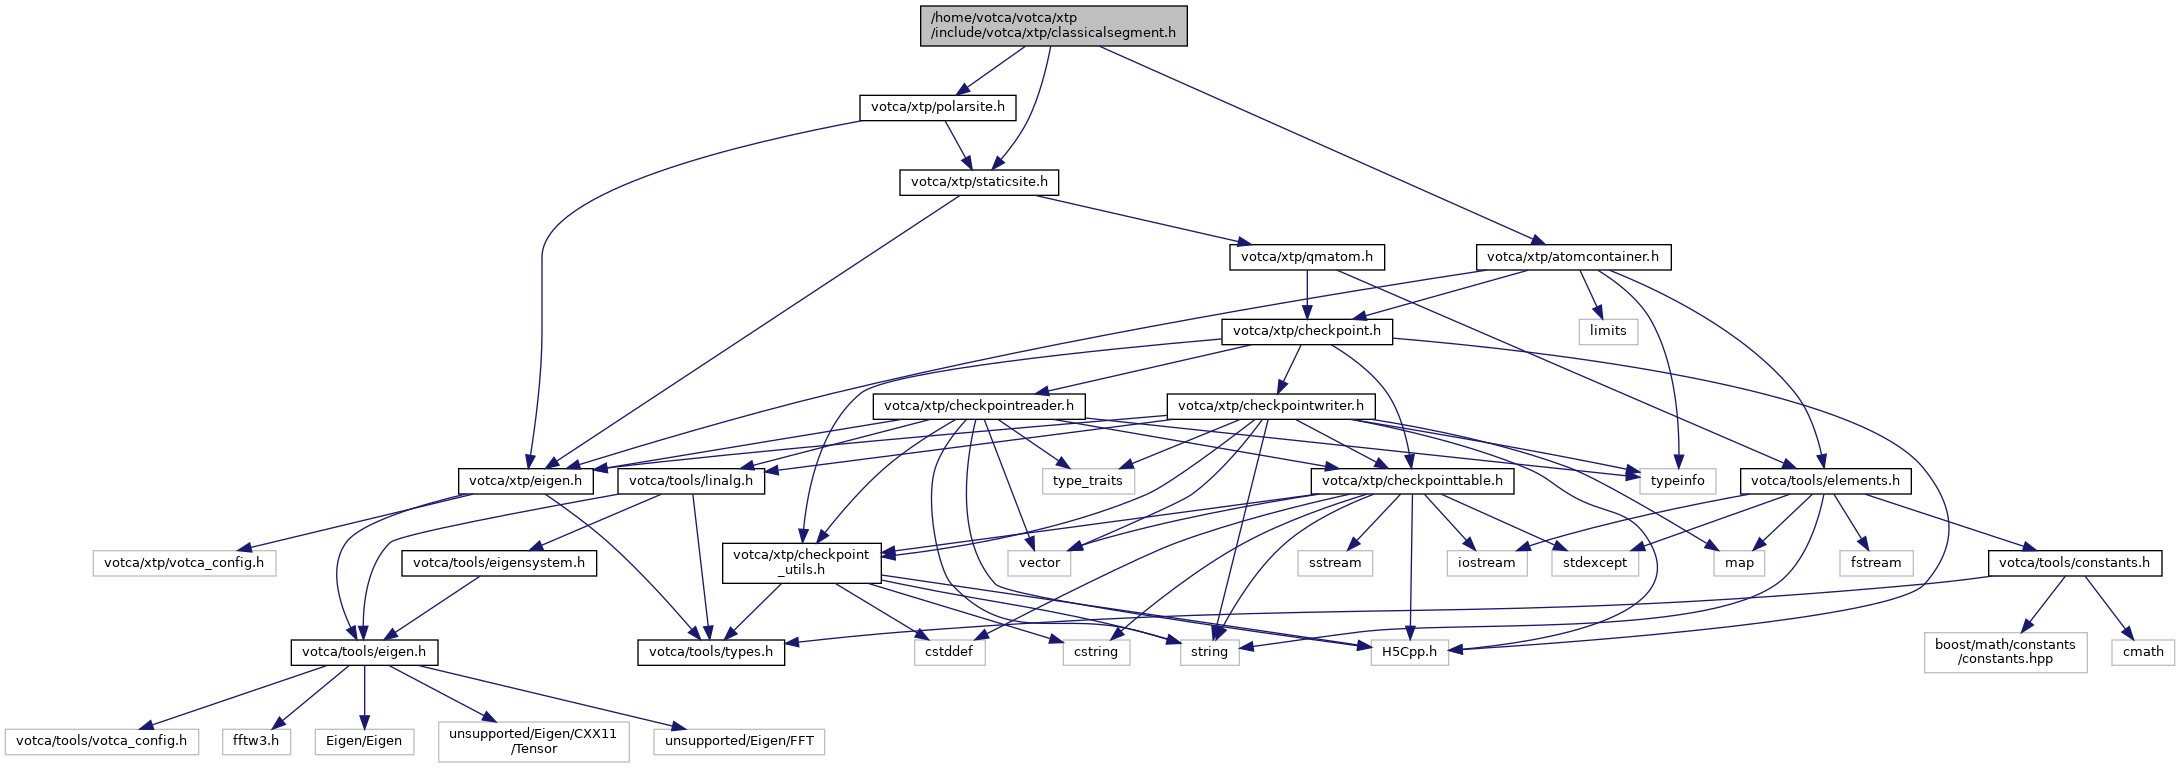 /home/votca/votca/xtp
/include/votca/xtp/classicalsegment.h
votca/xtp/polarsite.h
votca/xtp/staticsite.h
votca/xtp/qmatom.h
votca/xtp/atomcontainer.h
votca/xtp/checkpoint.h
limits
votca/xtp/checkpointreader.h
votca/xtp/checkpointwriter.h
votca/xtp/eigen.h
votca/tools/linalg.h
type_traits
votca/xtp/checkpointtable.h
typeinfo
votca/tools/elements.h
votca/xtp/votca_config.h
votca/tools/eigensystem.h
votca/xtp/checkpoint
_utils.h
vector
sstream
iostream
stdexcept
map
fstream
votca/tools/constants.h
votca/tools/eigen.h
votca/tools/types.h
cstddef
cstring
string
H5Cpp.h
boost/math/constants
/constants.hpp
cmath
votca/tools/votca_config.h
fftw3.h
Eigen/Eigen
unsupported/Eigen/CXX11
/Tensor
unsupported/Eigen/FFT